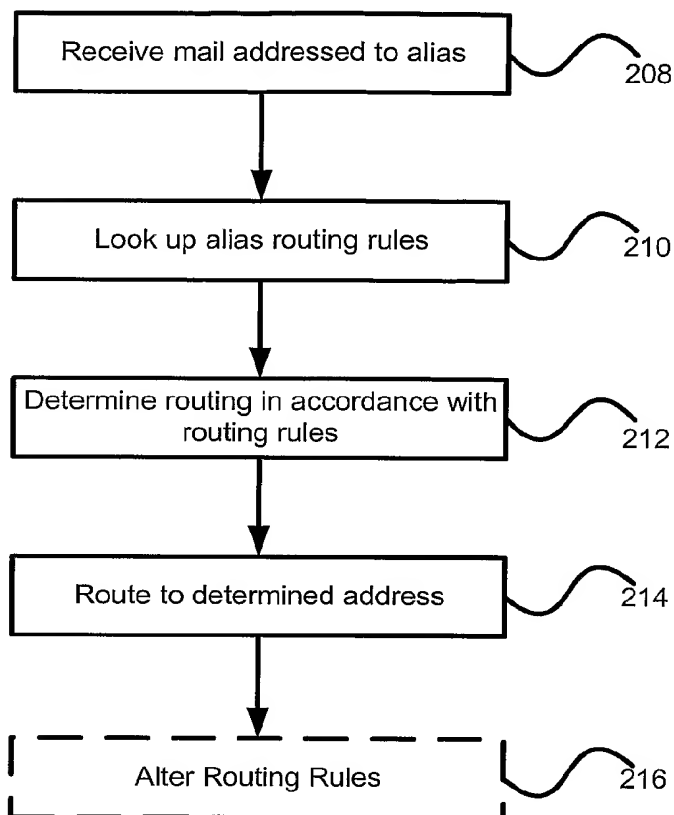 Receive mail addressed to alias
208
Look up alias routing rules
210
Determine routing in accordance with
routing rules
212
Route to determined address
214
Alter Routing Rules
216